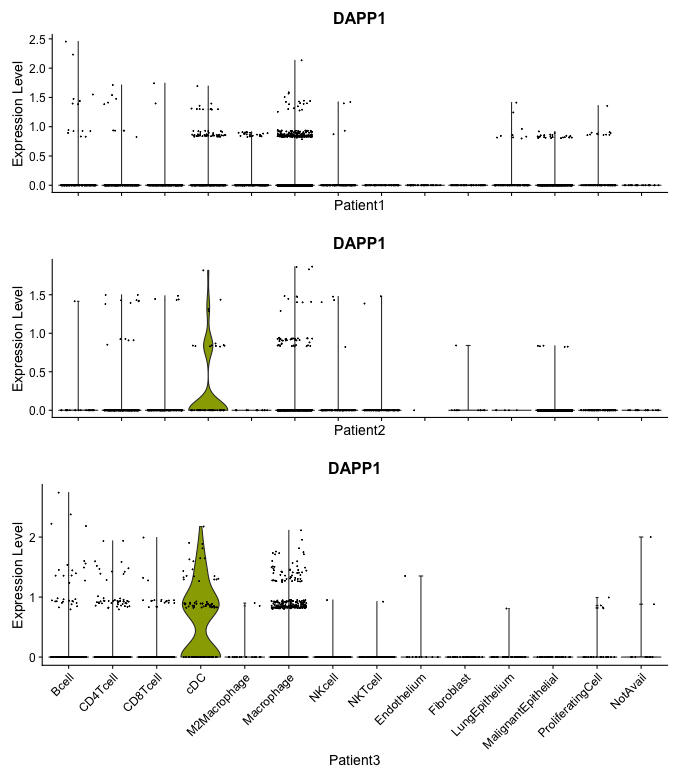 DAPP1
Expression Level
2.5
2.0
1.5
1.0
0.5
0.0
Patient1
DAPP1
Expression Level
1.5
1.0
0.5
0.0
Patient2
DAPP1
Expression Level
2
1
0
Bcell
CD4Tcell
CD8Tcell
cDC
M2Macrophage
Macrophage
NKcell
NKTcell
Endothelium
Fibroblast
LungEpithelium
MalignantEpithelial
ProliferatingCell
NotAvail
Patient3